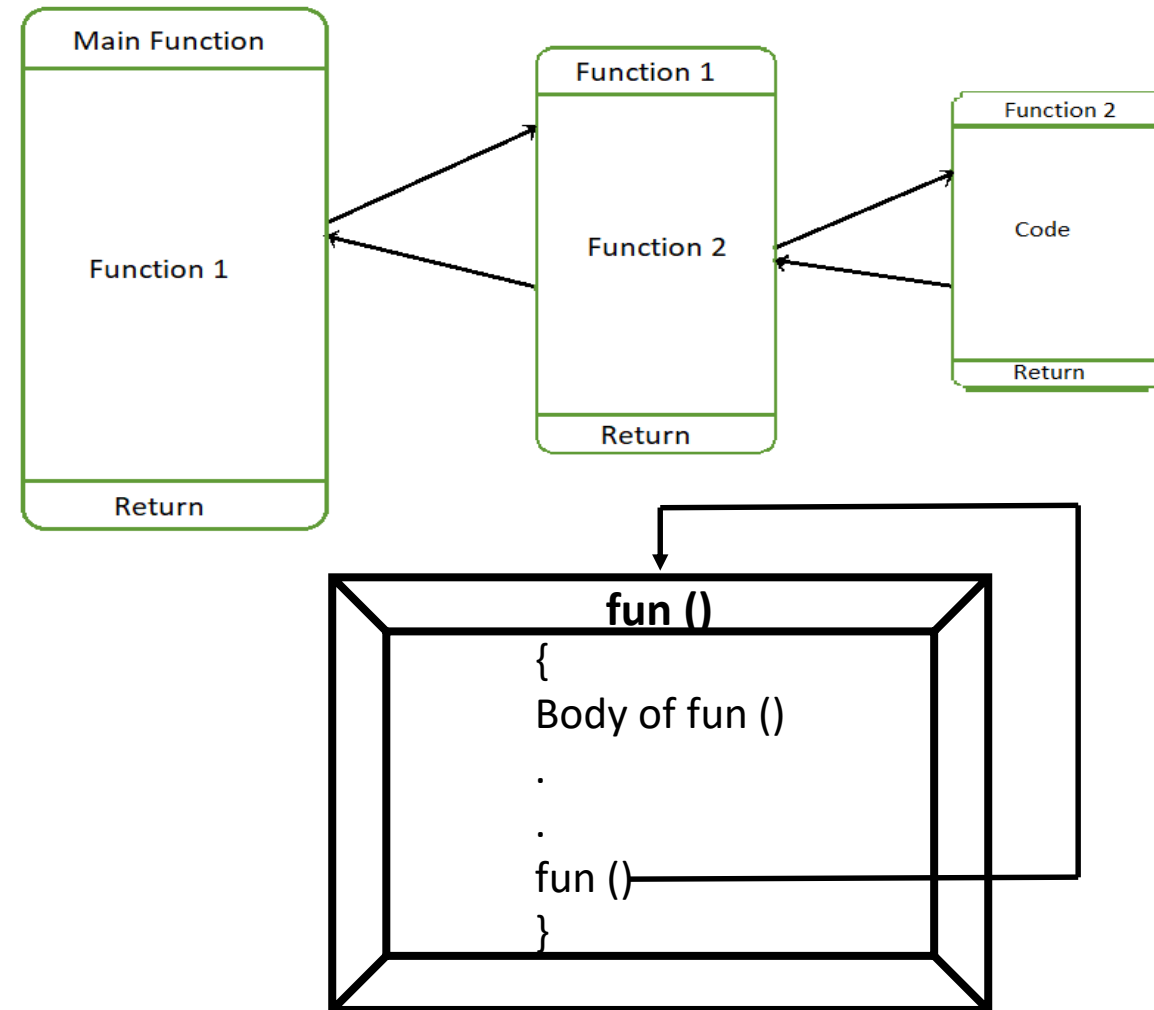 Main Function
Function 1
Return
Function 1
Function 2
Return
Function 2
Code
Return
fun ()
{
Body of fun ()
.
.
fun ()
}